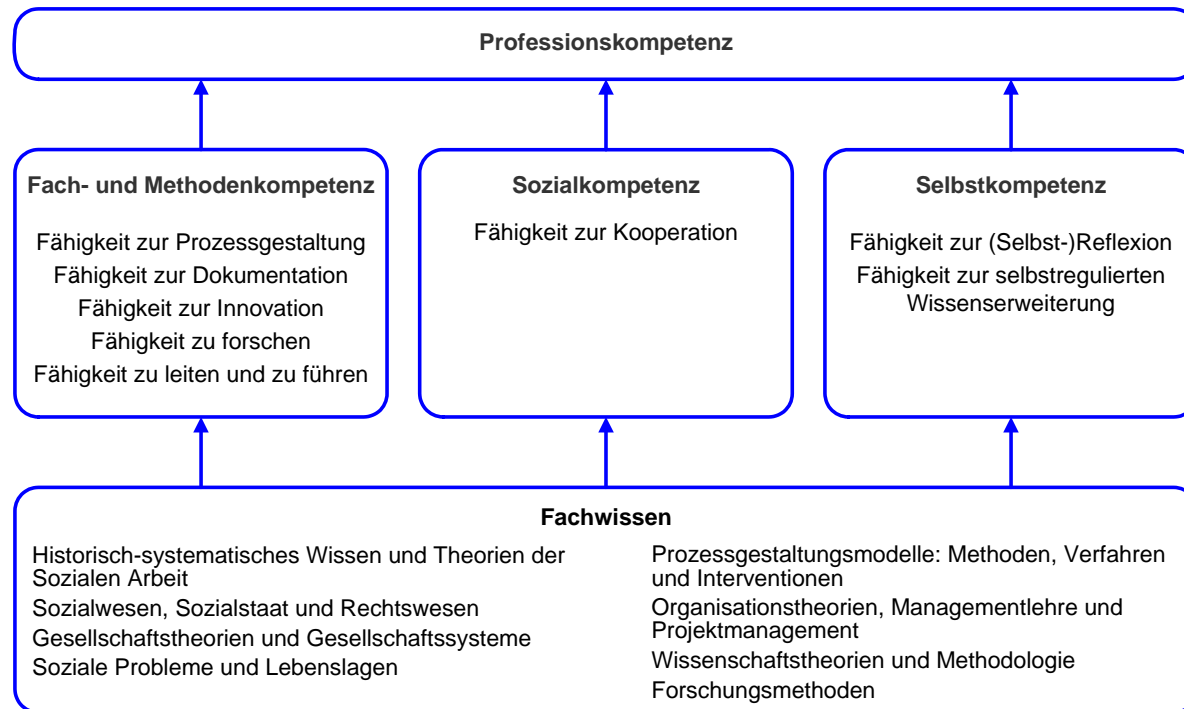 Professionskompetenz
Fach- und Methodenkompetenz
Fähigkeit zur Prozessgestaltung
Fähigkeit zur Dokumentation
Fähigkeit zur Innovation
Fähigkeit zu forschen
Fähigkeit zu leiten und zu führen
Sozialkompetenz
Fähigkeit zur Kooperation
Selbstkompetenz
Fähigkeit zur (Selbst-)Reflexion
Fähigkeit zur selbstregulierten
Wissenserweiterung
Fachwissen
Historisch-systematisches Wissen und Theorien der
Sozialen Arbeit
Sozialwesen, Sozialstaat und Rechtswesen
Gesellschaftstheorien und Gesellschaftssysteme
Soziale Probleme und Lebenslagen
Prozessgestaltungsmodelle: Methoden, Verfahren
und Interventionen
Organisationstheorien, Managementlehre und
Projektmanagement
Wissenschaftstheorien und Methodologie
Forschungsmethoden